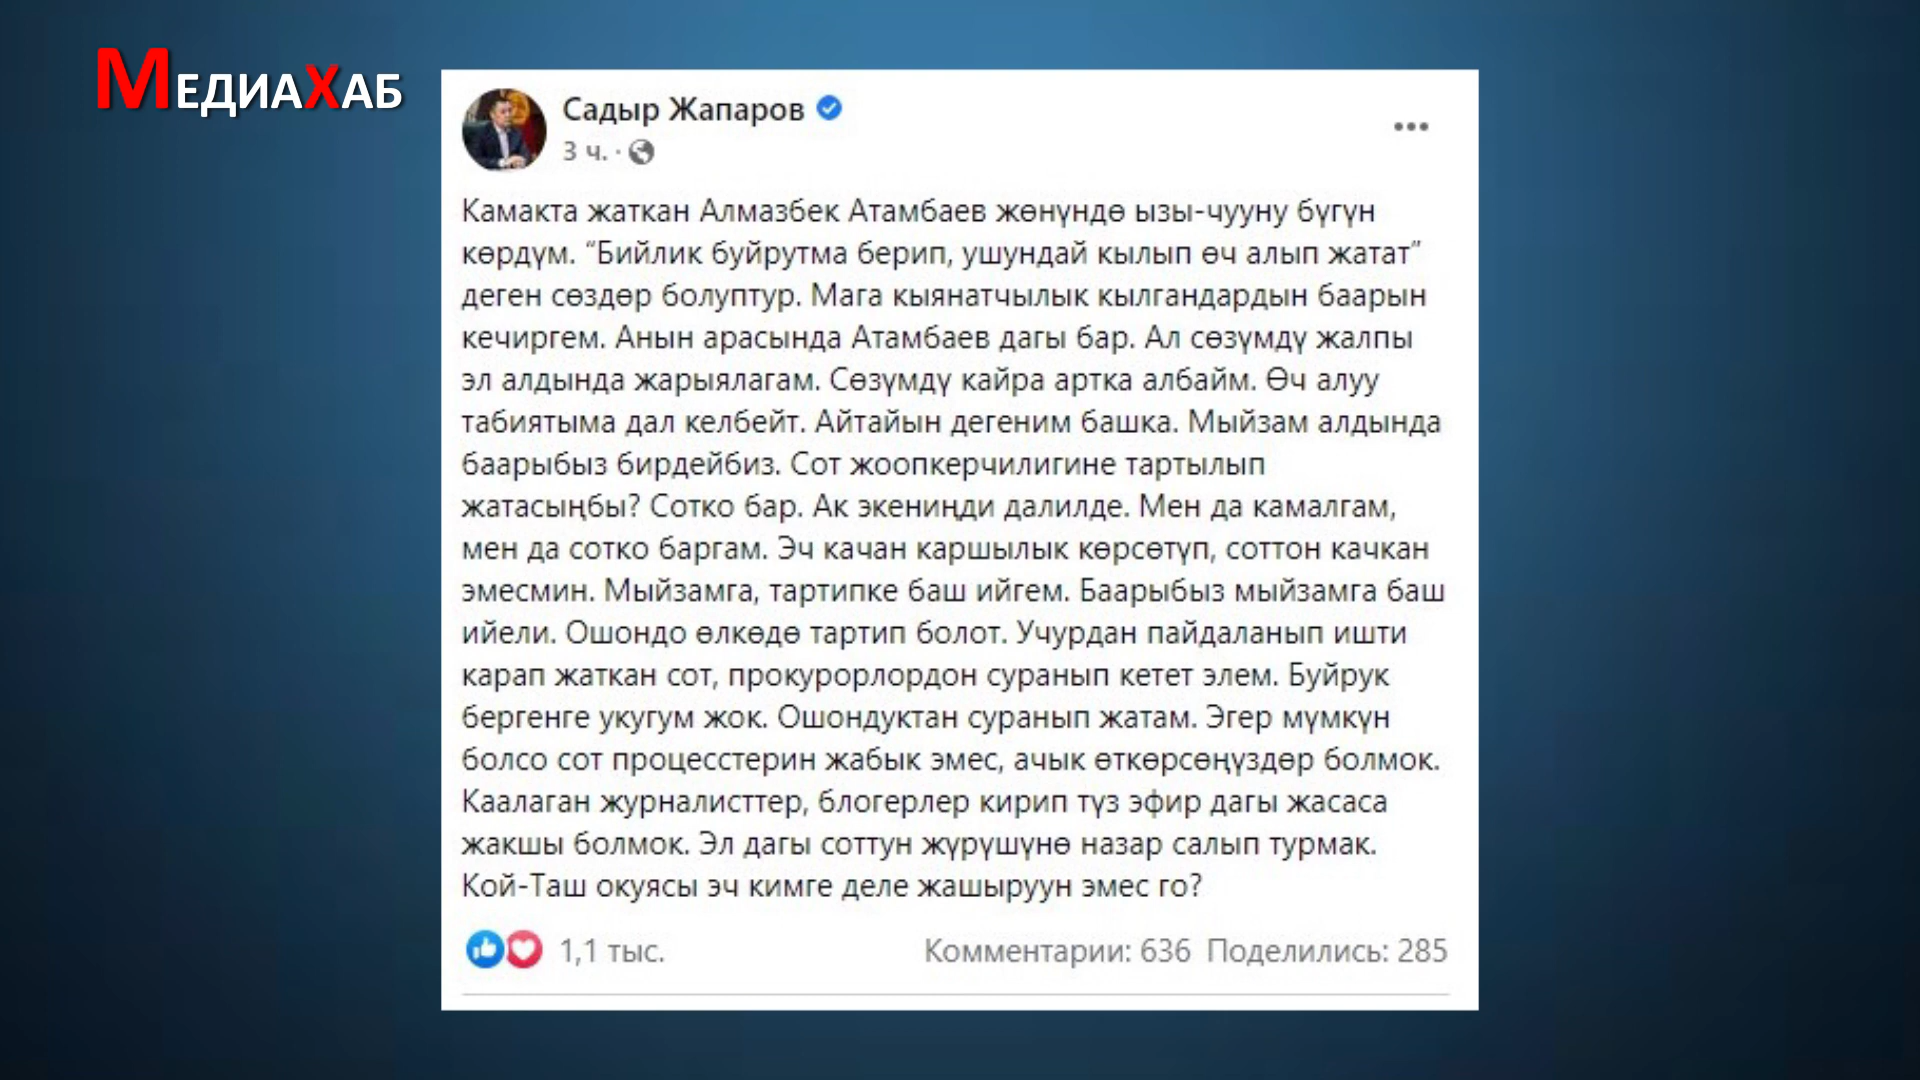 МЕДИАХАБ
Садыр Жапаров
3 ч. ·
Камакта жаткан Алмазбек Атамбаев жөнүндө ызы-чууну бүгүн
көрдүм. “Бийлик буйрутма берип, ушундай кылып өч алып жатат”
деген сөздөр болуптур. Мага кыянатчылык кылгандардын баарын
кечиргем. Анын арасында Атамбаев дагы бар. Ал сөзүмдү жалпы
эл алдында жарыялагам. Сөзүмдү кайра артка албайм. Өч алуу
табиятыма дал келбейт. Айтайын дегеним башка. Мыйзам алдында
баарыбыз бирдейбиз. Сот жоопкерчилигине тартылып
жатасыңбы? Сотко бар. Ак экениңди далилде. Мен да камалгам,
мен да сотко баргам. Эч качан каршылык көрсөтүп, соттон качкан
эмесмин. Мыйзамга, тартипке баш ийгем. Баарыбыз мыйзамга баш
ийели. Ошондо өлкөдө тартип болот. Учурдан пайдаланып ишти
карап жаткан сот, прокурорлордон суранып кетет элем. Буйрук
бергенге укугум жок. Ошондуктан суранып жатам. Эгер мүмкүн
болсо сот процесстерин жабык эмес, ачык өткөрсөңүздөр болмок.
Каалаган журналисттер, блогерлер кирип түз эфир дагы жасаса
жакшы болмок. Эл дагы соттун жүрүшүнө назар салып турмак.
Кой-Таш окуясы эч кимге деле жашыруун эмес го?
1,1 тыс.
Комментарии: 636 Поделились: 285